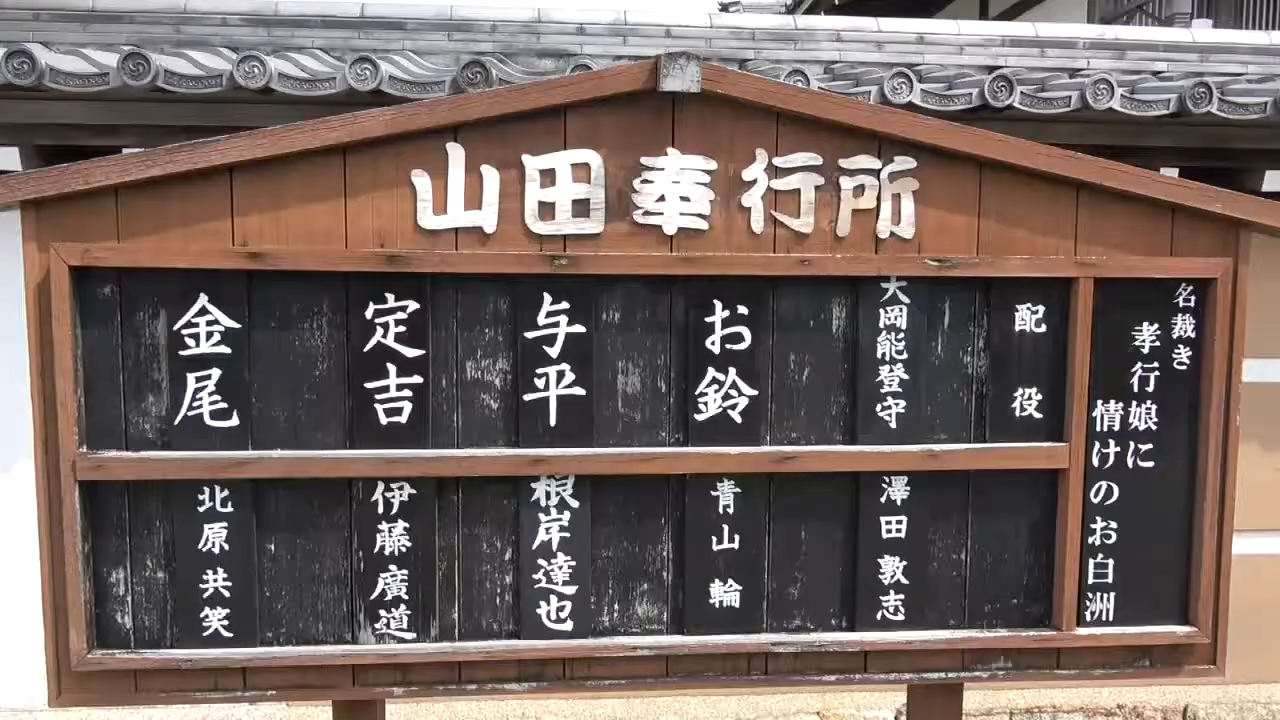 山田奉行所
名裁き
孝行娘に
情けのお白洲
配役
大岡能登守
澤田敦志
お鈴
青山輪
与平
根岸達也
定吉
伊藤廣道
金尾
北原共笑